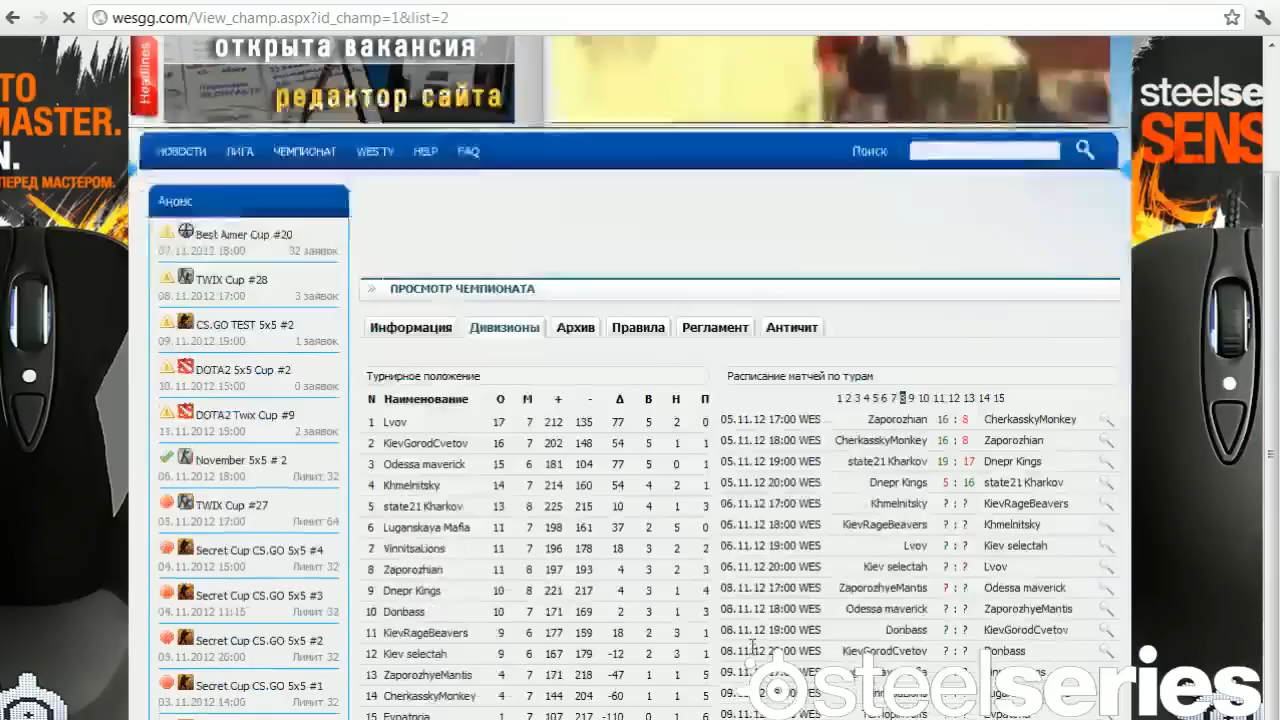 wesgg.com/View_champ.aspx?id_champ=1&list=2
открыта вакансия
редактор сайта
Headlines
TO
MASTER.
N.
ПЕРЕД МАСТЕРОМ.
steelse
SENS
НОВОСТИ ЛИГА ЧЕМПИОНАТ WES TV HELP FAQ
Поиск
Анонс
Best Amer Cup #20
07.11.2012 18:00 32 заявок
TWIX Cup #28
08.11.2012 17:00 3 заявок
CS.GO TEST 5x5 #2
09.11.2012 19:00 1 заявок
DOTA2 5x5 Cup #2
10.11.2012 15:00 0 заявок
DOTA2 Twix Cup #9
11.11.2012 19:00 2 заявок
November 5x5 # 2
06.11.2012 18:00 Лимит 32
TWIX Cup #27
05.11.2012 17:00 Лимит 64
Secret Cup CS.GO 5x5 #4
04.11.2012 15:00 Лимит 32
Secret Cup CS.GO 5x5 #3
04.11.2012 11:15 Лимит 32
Secret Cup CS.GO 5x5 #2
03.11.2012 20:00 Лимит 32
Secret Cup CS.GO 5x5 #1
03.11.2012 14:00 Лимит 32
» ПРОСМОТР ЧЕМПИОНАТА
Информация Дивизионы Архив Правила Регламент Античит
Турнирное положение
N Наименование О М + - Δ В Н П
1 Lvov 17 7 212 135 77 5 2 0
2 KievGorodCvetov 16 7 202 148 54 5 1 1
3 Odessa maverick 15 6 181 104 77 5 0 1
4 Khmelnitsky 14 7 214 160 54 4 2 1
5 state21 Kharkov 13 8 225 215 10 4 1 3
6 Luganskaya Mafia 11 7 198 161 37 2 5 0
7 VinnitsaLions 11 7 196 178 18 3 2 2
8 Zaporozhian 11 8 197 193 4 3 2 3
9 Dnepr Kings 10 8 221 217 4 3 1 4
10 Donbass 10 7 171 169 2 3 1 3
11 KievRageBeavers 9 6 177 159 18 2 3 1
12 Kiev selectah 9 6 167 179 -12 2 3 1
13 ZaporozhyeMantis 4 7 171 218 -47 1 1 5
14 CherkasskyMonkey 4 7 144 204 -60 1 1 5
15 Evpatoria 1 7 107 217 -110 0 1 6
Расписание матчей по турам
1 2 3 4 5 6 7 8 9 10 11 12 13 14 15
05.11.12 17:00 WES Zaporozhian 16 : 8 CherkasskyMonkey
05.11.12 18:00 WES CherkasskyMonkey 16 : 8 Zaporozhian
05.11.12 19:00 WES state21 Kharkov 19 : 17 Dnepr Kings
05.11.12 20:00 WES Dnepr Kings 5 : 16 state21 Kharkov
06.11.12 17:00 WES Khmelnitsky ? : ? KievRageBeavers
06.11.12 18:00 WES KievRageBeavers ? : ? Khmelnitsky
06.11.12 19:00 WES Lvov ? : ? Kiev selectah
06.11.12 20:00 WES Kiev selectah ? : ? Lvov
08.11.12 17:00 WES ZaporozhyeMantis ? : ? Odessa maverick
08.11.12 18:00 WES Odessa maverick ? : ? ZaporozhyeMantis
08.11.12 19:00 WES Donbass ? : ? KievGorodCvetov
08.11.12 20:00 WES KievGorodCvetov ? : ? Donbass
steelseries